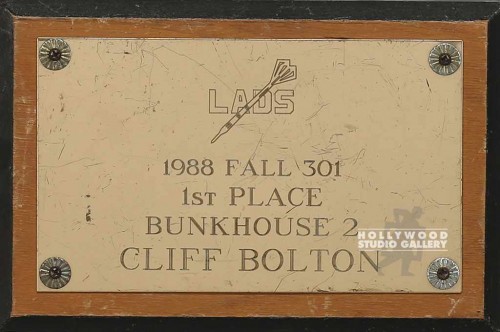 LADS
1988 FALL 301
1ST PLACE
BUNKHOUSE 2
HOLLYWOOD
STUDIO GALLERY
CLIFF BOLTON